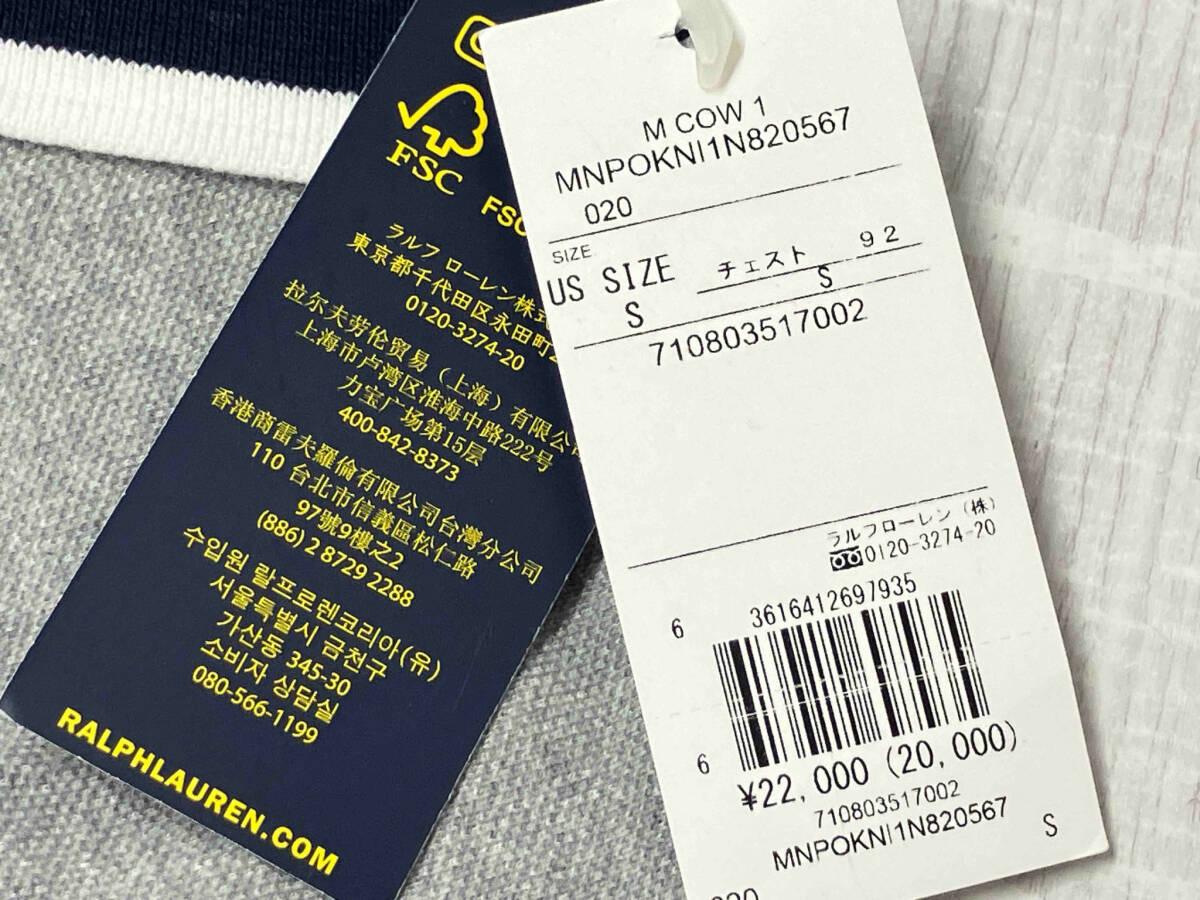 FSC
FSC
ラルフ ローレン株式
東京都千代田区永田町2
0120-3274-20
拉尔夫劳伦贸易（上海）有限公
上海市卢湾区淮海中路222号
力宝广场第15层
400-842-8373
香港商雷夫羅倫有限公司台灣分公司
110 台北市信義區松仁路
97號9樓之2
(886) 2 8729 2288
수입원 랄프로렌코리아(유)
서울특별시 금천구
가산동 345-30
소비자 상담실
080-566-1199
RALPHLAUREN.COM
M COW 1
MNPOKNI1N820567
020
SIZE
US SIZE チェスト 92
S S
710803517002
ラルフローレン（株）
0120-3274-20
6 3616412697935
6
¥22,000 (20,000)
710803517002
MNPOKNI1N820567
S
020